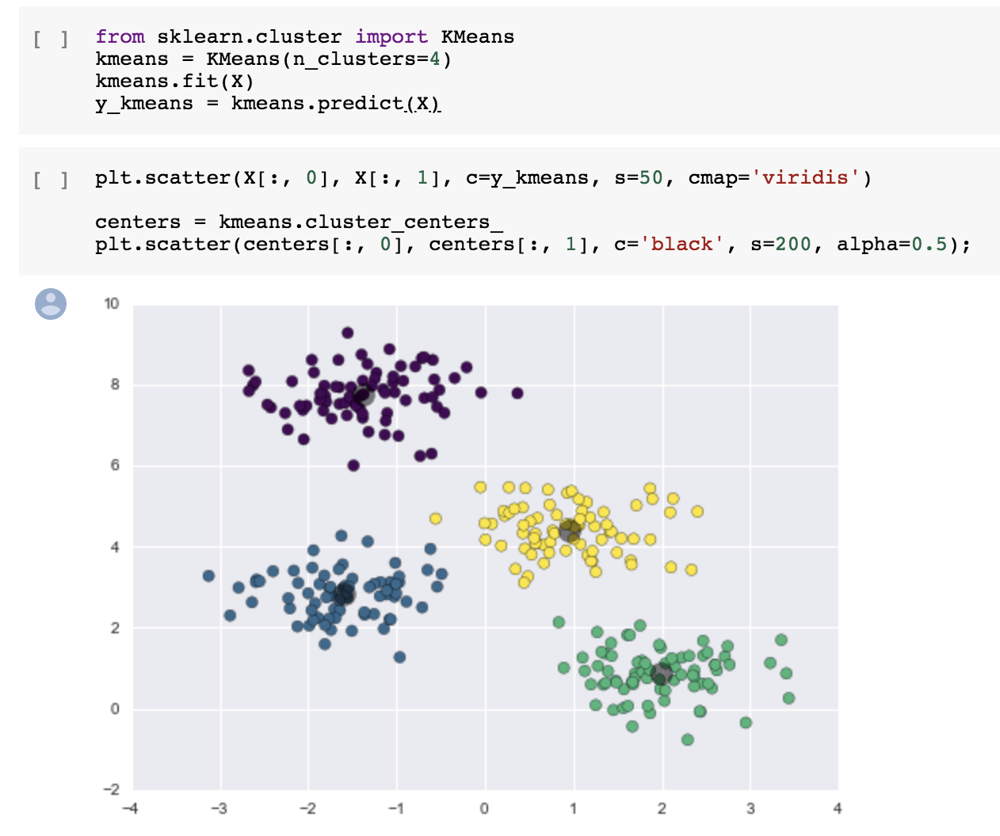 [ ] from sklearn.cluster import KMeans
kmeans = KMeans(n_clusters=4)
kmeans.fit(X)
y_kmeans = kmeans.predict(X)
[ ] plt.scatter(X[:, 0], X[:, 1], c=y_kmeans, s=50, cmap='viridis')
centers = kmeans.cluster_centers_
plt.scatter(centers[:, 0], centers[:, 1], c='black', s=200, alpha=0.5);
10
8
6
4
2
0
−2
−4 −3 −2 −1 0 1 2 3 4